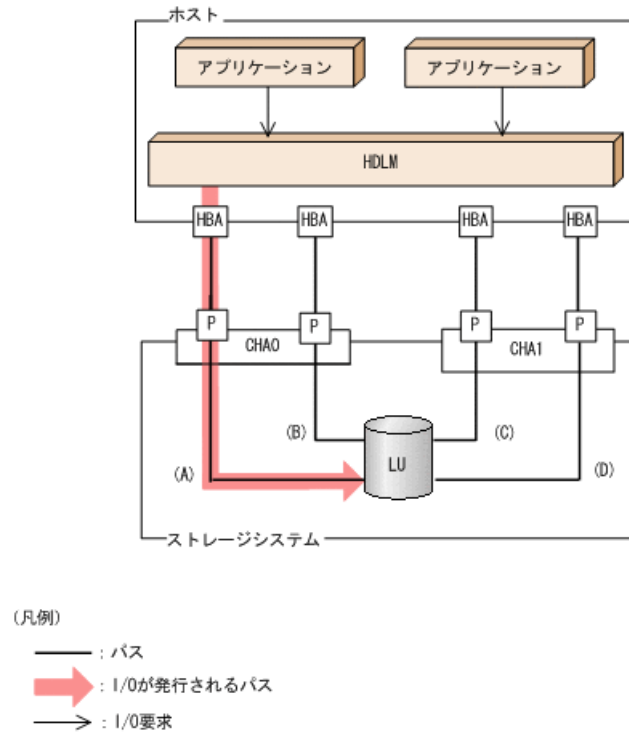 ホスト
アプリケーション
アプリケーション
HDLM
HBA
HBA
HBA
HBA
P
P
P
P
CHA0
CHA1
(B)
(C)
(A)
LU
(D)
ストレージシステム
(凡例)
: パス
: I/Oが発行されるパス
: I/O要求